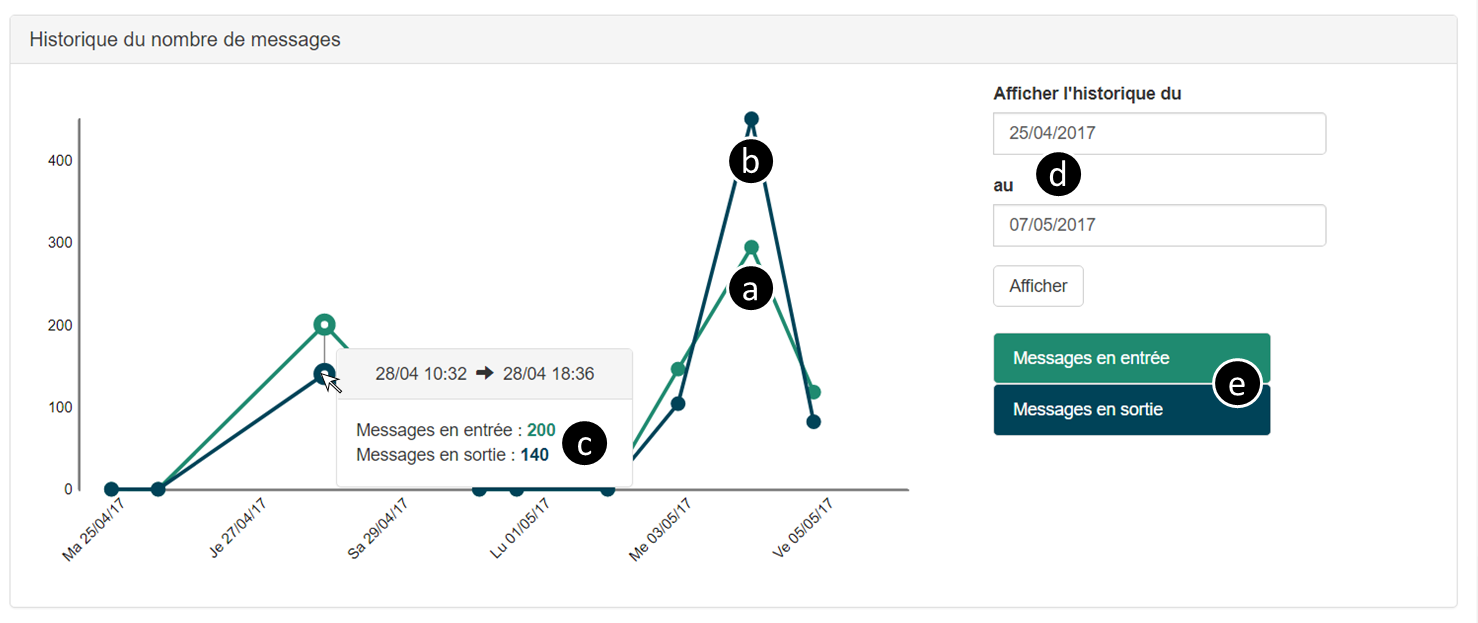 Historique du nombre de messages
400
300
200
100
0
Ma 25/04/17
Je 27/04/17
Sa 29/04/17
Lu 01/05/17
Me 03/05/17
Ve 05/05/17
b
a
28/04 10:32 ➔ 28/04 18:36
Messages en entrée : 200
Messages en sortie : 140
c
Afficher l'historique du
25/04/2017
d
au
07/05/2017
Afficher
Messages en entrée
e
Messages en sortie